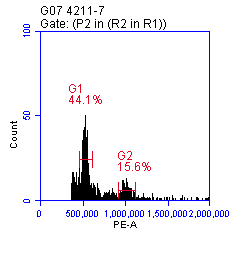 G07 4211-7
Gate: (P2 in (R2 in R1))
100
G1
44.1%
50
G2
15.6%
Count
0
0
500,000
1,000,000
1,500,000
2,000,000
PE-A